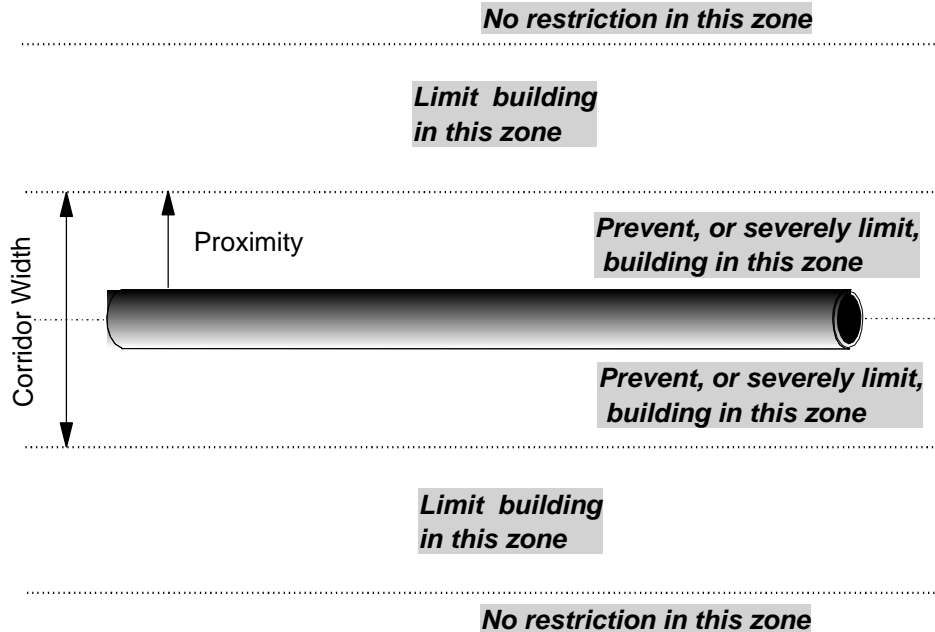 No restriction in this zone
Limit building
in this zone
Proximity
Prevent, or severely limit,
building in this zone
Corridor Width
Prevent, or severely limit,
building in this zone
Limit building
in this zone
No restriction in this zone